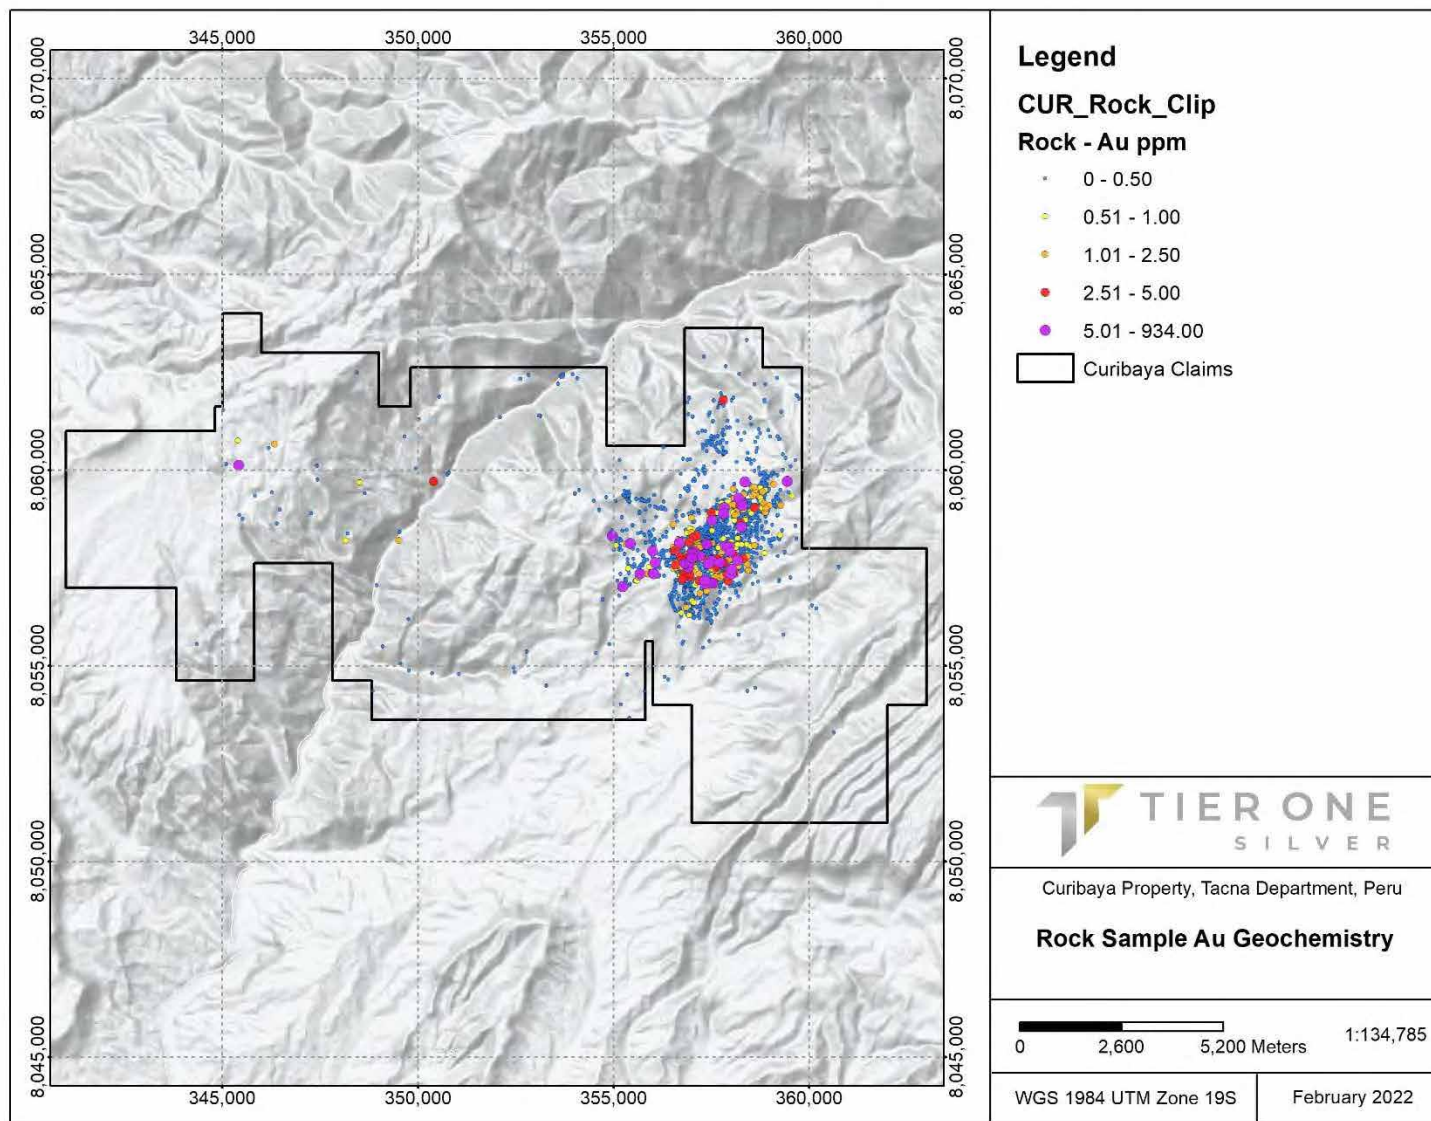 345,000
350,000
355,000
360,000
8,070,000
8,070,000
8,065,000
8,065,000
8,060,000
8,060,000
8,055,000
8,055,000
8,050,000
8,050,000
8,045,000
8,045,000
345,000
350,000
355,000
360,000
Legend
CUR_Rock_Clip
Rock - Au ppm
0 - 0.50
0.51 - 1.00
1.01 - 2.50
2.51 - 5.00
5.01 - 934.00
Curibaya Claims
TIER ONE
SILVER
Curibaya Property, Tacna Department, Peru
Rock Sample Au Geochemistry
0 2,600 5,200 Meters
1:134,785
WGS 1984 UTM Zone 19S
February 2022